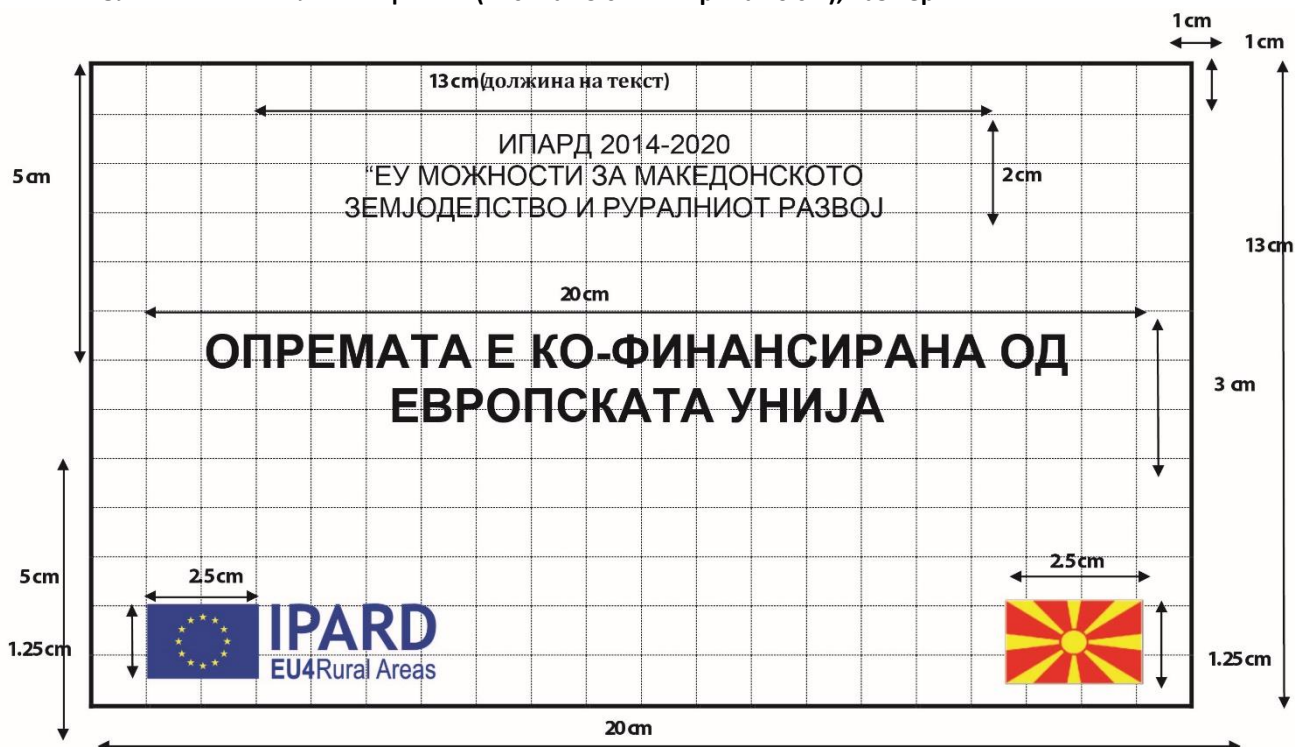 1cm
1cm
13cm(должина на текст)
ИПАРД 2014-2020
“ЕУ МОЖНОСТИ ЗА МАКЕДОНСКОТО
ЗЕМЈОДЕЛСТВО И РУРАЛНИОТ РАЗВОЈ
5cm
2cm
13cm
20cm
ОПРЕМАТА Е КО-ФИНАНСИРАНА ОД
ЕВРОПСКАТА УНИЈА
3 cm
5cm
2.5cm
2.5cm
IPARD
EU4Rural Areas
1.25cm
1.25cm
20cm